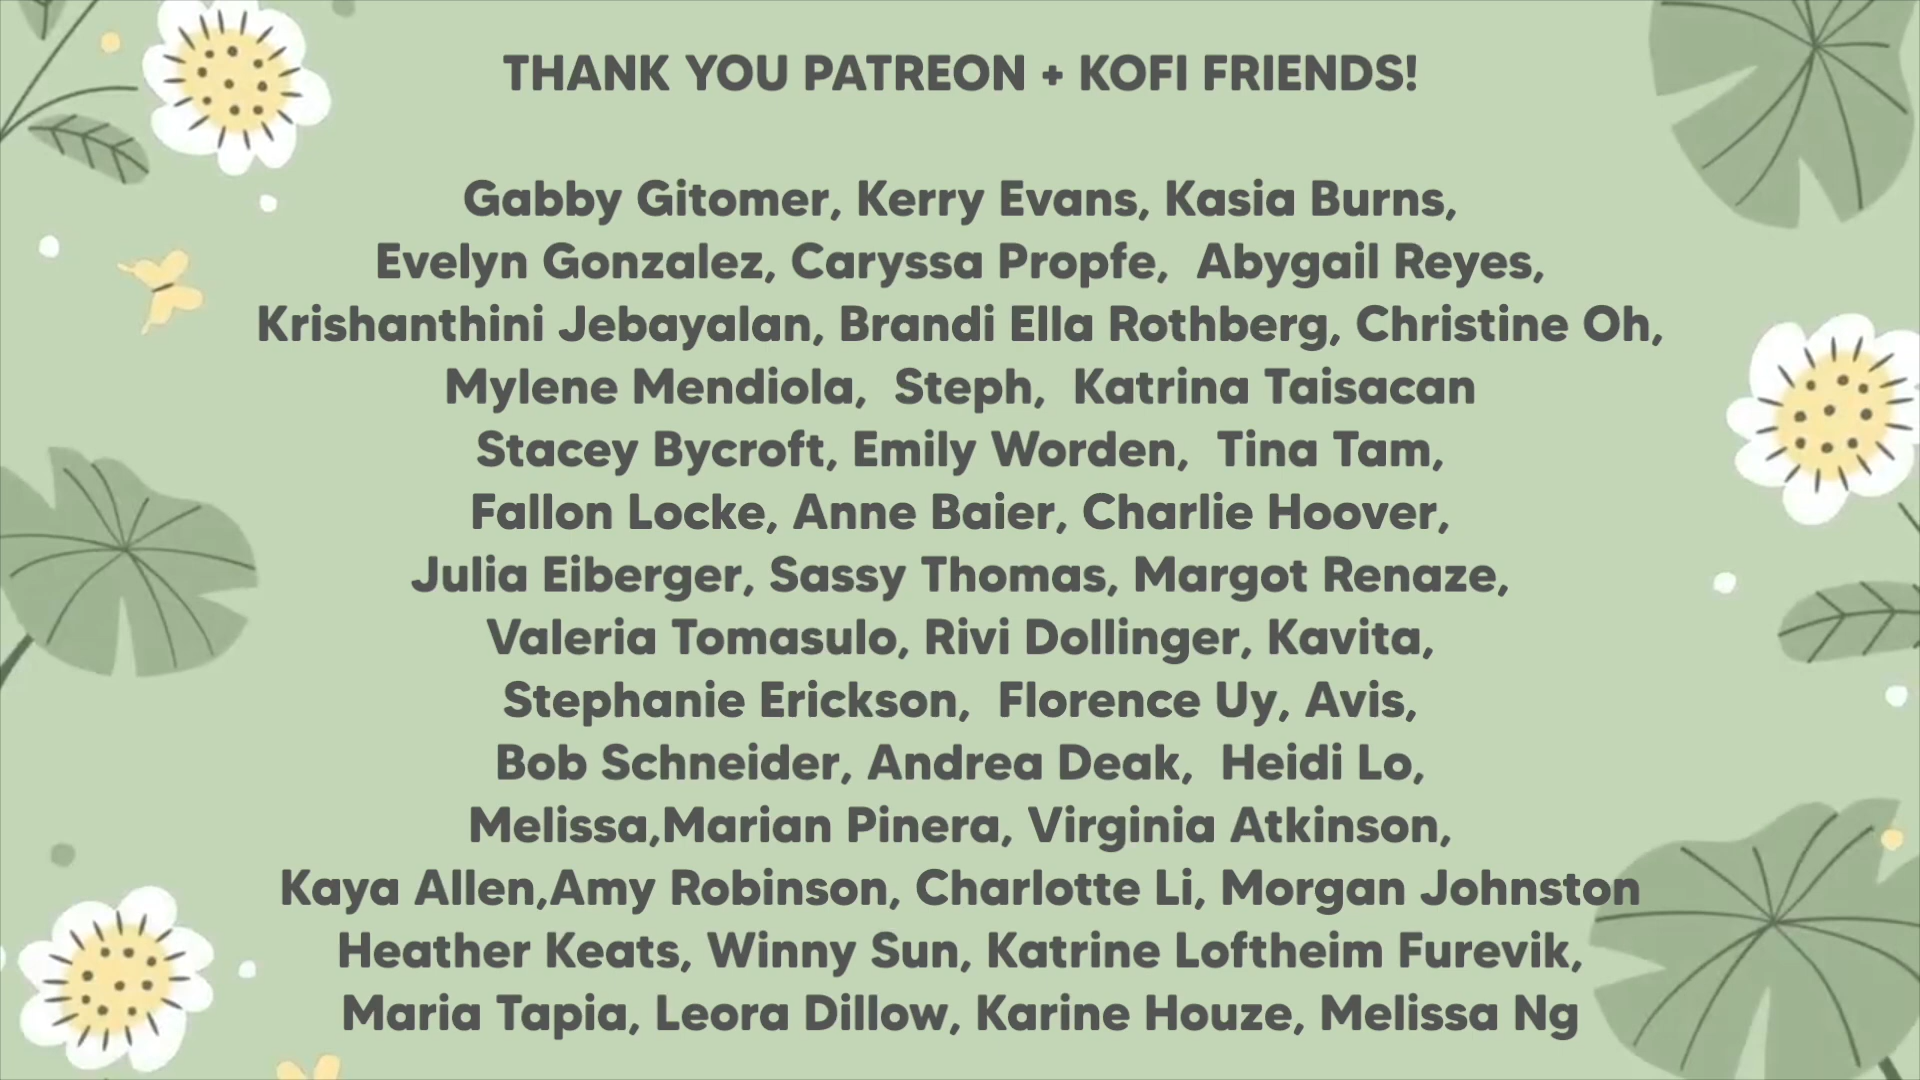 THANK YOU PATREON + KOFI FRIENDS!
Gabby Gitomer, Kerry Evans, Kasia Burns,
Evelyn Gonzalez, Caryssa Propfe, Abygail Reyes,
Krishanthini Jebayalan, Brandi Ella Rothberg, Christine Oh,
Mylene Mendiola, Steph, Katrina Taisacan
Stacey Bycroft, Emily Worden, Tina Tam,
Fallon Locke, Anne Baier, Charlie Hoover,
Julia Eiberger, Sassy Thomas, Margot Renaze,
Valeria Tomasulo, Rivi Dollinger, Kavita,
Stephanie Erickson, Florence Uy, Avis,
Bob Schneider, Andrea Deak, Heidi Lo,
Melissa,Marian Pinera, Virginia Atkinson,
Kaya Allen,Amy Robinson, Charlotte Li, Morgan Johnston
Heather Keats, Winny Sun, Katrine Loftheim Furevik,
Maria Tapia, Leora Dillow, Karine Houze, Melissa Ng